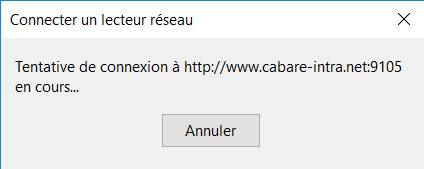 Connecter un lecteur réseau
Tentative de connexion à http://www.cabare-intra.net:9105
en cours...
Annuler